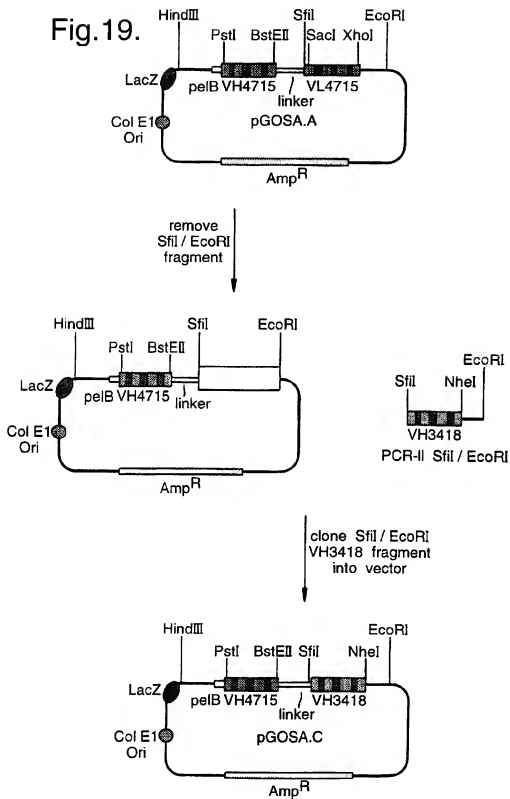 Fig.19.
HindIII
SfiI
EcoRI
PstI
BstEII
SacI
XhoI
LacZ
pelB VH4715
linker
VL4715
Col E1
Ori
pGOSA.A
Amp^R
remove
SfiI / EcoRI
fragment
HindIII
SfiI
EcoRI
PstI
BstEII
LacZ
pelB VH4715
linker
Col E1
Ori
Amp^R
EcoRI
SfiI
NheI
VH3418
PCR-II SfiI / EcoRI
clone SfiI / EcoRI
VH3418 fragment
into vector
HindIII
EcoRI
PstI
BstEII
SfiI
NheI
LacZ
pelB VH4715
linker
VH3418
Col E1
Ori
pGOSA.C
Amp^R